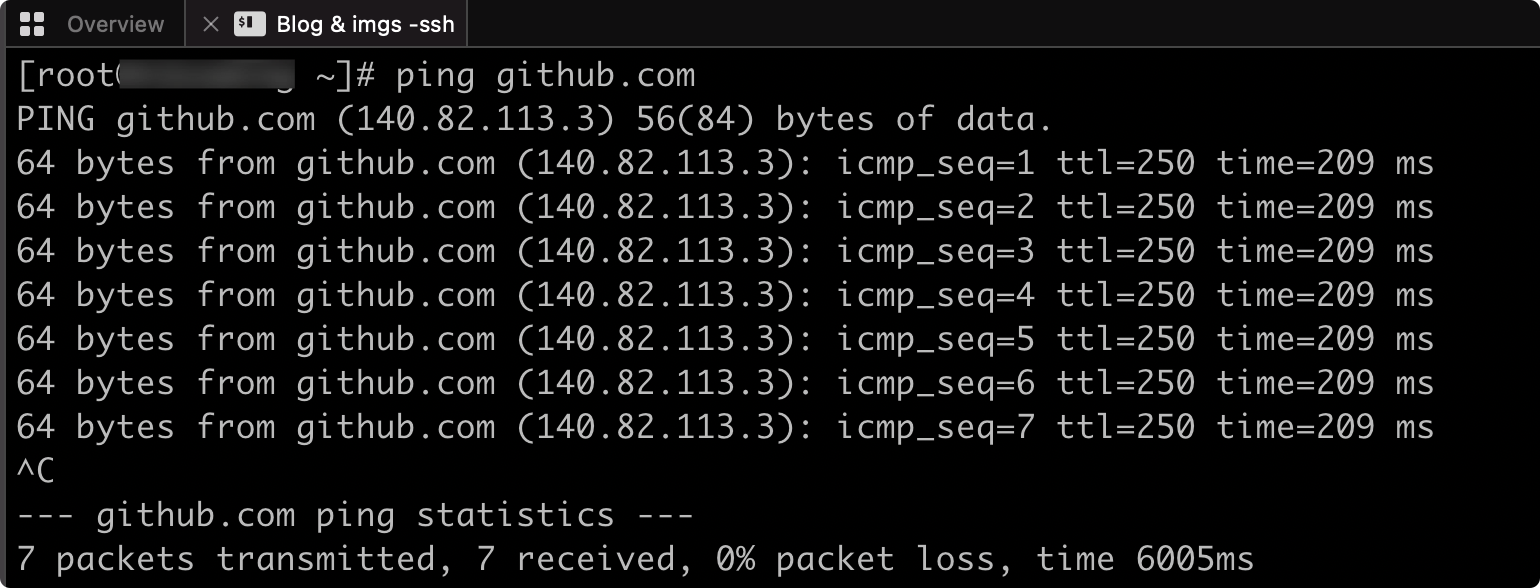 Overview
Blog & imgs -ssh
[root@ ~]# ping github.com
PING github.com (140.82.113.3) 56(84) bytes of data.
64 bytes from github.com (140.82.113.3): icmp_seq=1 ttl=250 time=209 ms
64 bytes from github.com (140.82.113.3): icmp_seq=2 ttl=250 time=209 ms
64 bytes from github.com (140.82.113.3): icmp_seq=3 ttl=250 time=209 ms
64 bytes from github.com (140.82.113.3): icmp_seq=4 ttl=250 time=209 ms
64 bytes from github.com (140.82.113.3): icmp_seq=5 ttl=250 time=209 ms
64 bytes from github.com (140.82.113.3): icmp_seq=6 ttl=250 time=209 ms
64 bytes from github.com (140.82.113.3): icmp_seq=7 ttl=250 time=209 ms
^C
--- github.com ping statistics ---
7 packets transmitted, 7 received, 0% packet loss, time 6005ms